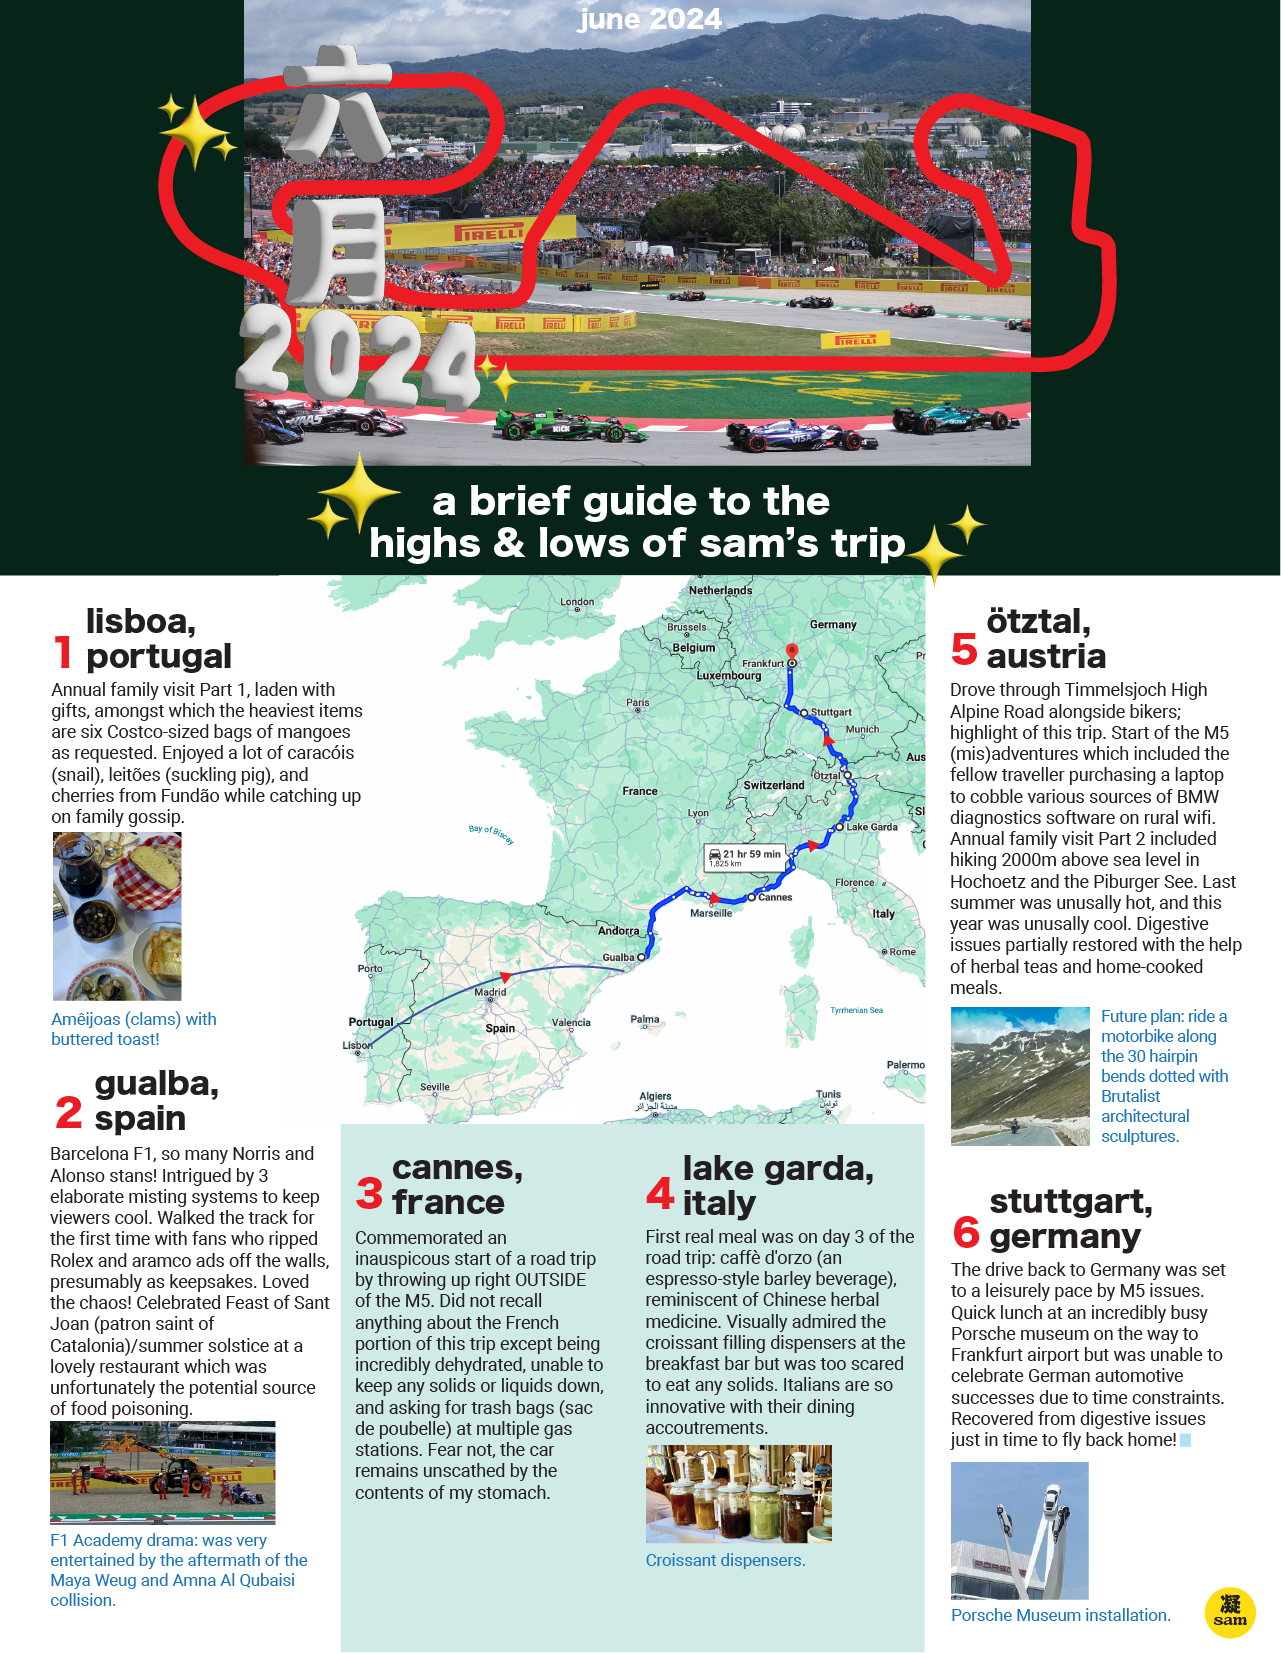 june 2024
六
月
2024
PIRELLI
PIRELLI
PIRELLI
PIRELLI
PIRELLI
HAAS
KICK
VISA
aramco
a brief guide to the
highs & lows of sam's trip
1
lisboa,
portugal
Annual family visit Part 1, laden with
gifts, amongst which the heaviest items
are six Costco-sized bags of mangoes
as requested. Enjoyed a lot of caracóis
(snail), leitões (suckling pig), and
cherries from Fundão while catching up
on family gossip.
Amêijoas (clams) with
buttered toast!
2
gualba,
spain
Barcelona F1, so many Norris and
Alonso stans! Intrigued by 3
elaborate misting systems to keep
viewers cool. Walked the track for
the first time with fans who ripped
Rolex and aramco ads off the walls,
presumably as keepsakes. Loved
the chaos! Celebrated Feast of Sant
Joan (patron saint of
Catalonia)/summer solstice at a
lovely restaurant which was
unfortunately the potential source
of food poisoning.
F1 Academy drama: was very
entertained by the aftermath of the
Maya Weug and Amna Al Qubaisi
collision.
London
Netherlands
Brussels
Belgium
Germany
Frankfurt
Luxembourg
Paris
Stuttgart
Munich
Aus
Ötztal
Switzerland
France
Lyon
Lake Garda
Bay of Biscay
21 hr 59 min
1,825 km
Florence
Cannes
Marseille
Italy
Andorra
Gualba
Rome
Porto
Madrid
Portugal
Spain
Valencia
Palma
Tyrrhenian Sea
Lisbon
Palermo
Seville
Algiers
مدينة الجزائر
Tunis
تونس
3
cannes,
france
Commemorated an
inauspicous start of a road trip
by throwing up right OUTSIDE
of the M5. Did not recall
anything about the French
portion of this trip except being
incredibly dehydrated, unable to
keep any solids or liquids down,
and asking for trash bags (sac
de poubelle) at multiple gas
stations. Fear not, the car
remains unscathed by the
contents of my stomach.
4
lake garda,
italy
First real meal was on day 3 of the
road trip: caffè d'orzo (an
espresso-style barley beverage),
reminiscent of Chinese herbal
medicine. Visually admired the
croissant filling dispensers at the
breakfast bar but was too scared
to eat any solids. Italians are so
innovative with their dining
accoutrements.
Croissant dispensers.
5
ötztal,
austria
Drove through Timmelsjoch High
Alpine Road alongside bikers;
highlight of this trip. Start of the M5
(mis)adventures which included the
fellow traveller purchasing a laptop
to cobble various sources of BMW
diagnostics software on rural wifi.
Annual family visit Part 2 included
hiking 2000m above sea level in
Hochoetz and the Piburger See. Last
summer was unusally hot, and this
year was unusually cool. Digestive
issues partially restored with the help
of herbal teas and home-cooked
meals.
Future plan: ride a
motorbike along
the 30 hairpin
bends dotted with
Brutalist
architectural
sculptures.
6
stuttgart,
germany
The drive back to Germany was set
to a leisurely pace by M5 issues.
Quick lunch at an incredibly busy
Porsche museum on the way to
Frankfurt airport but was unable to
celebrate German automotive
successes due to time constraints.
Recovered from digestive issues
just in time to fly back home!
PORSCHE
Porsche Museum installation.
凝
sam